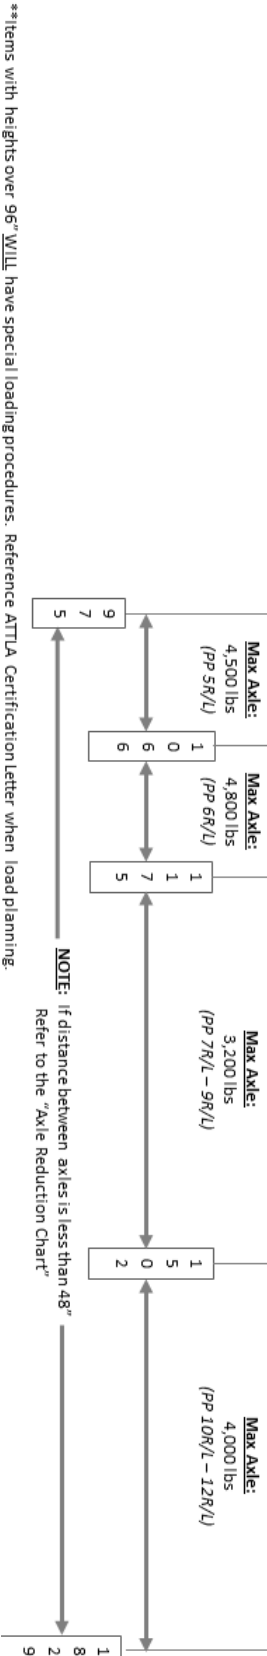 Max Axle:
4,500 lbs
(PP 5R/L)
Max Axle:
4,800 lbs
(PP 6R/L)
Max Axle:
3,200 lbs
(PP 7R/L – 9R/L)
Max Axle:
4,000 lbs
(PP 10R/L – 12R/L)
975
1066
1175
1502
1829
NOTE: If distance between axles is less than 48"
Refer to the "Axle Reduction Chart"
**Items with heights over 96" WILL have special loading procedures. Reference ATTLA Certification Letter when load planning.